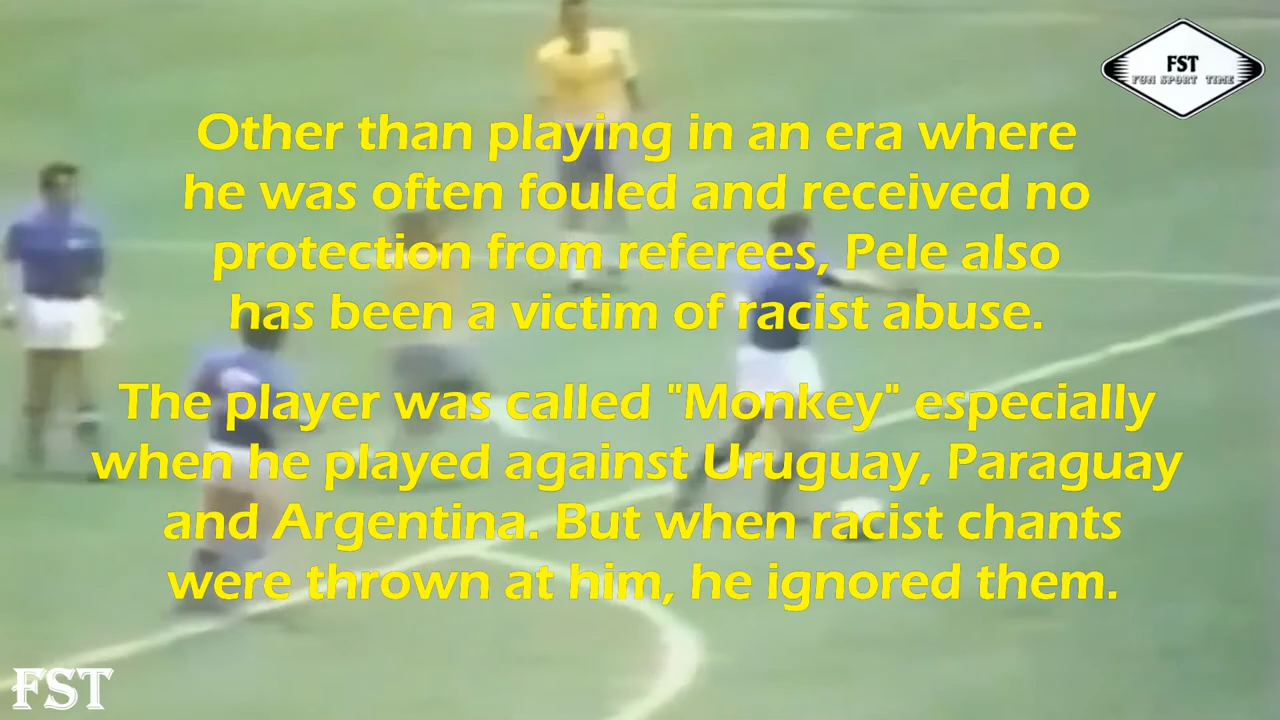 FST
FUN SPORT TIME
Other than playing in an era where
he was often fouled and received no
protection from referees, Pele also
has been a victim of racist abuse.
The player was called "Monkey" especially
when he played against Uruguay, Paraguay
and Argentina. But when racist chants
were thrown at him, he ignored them.
FST